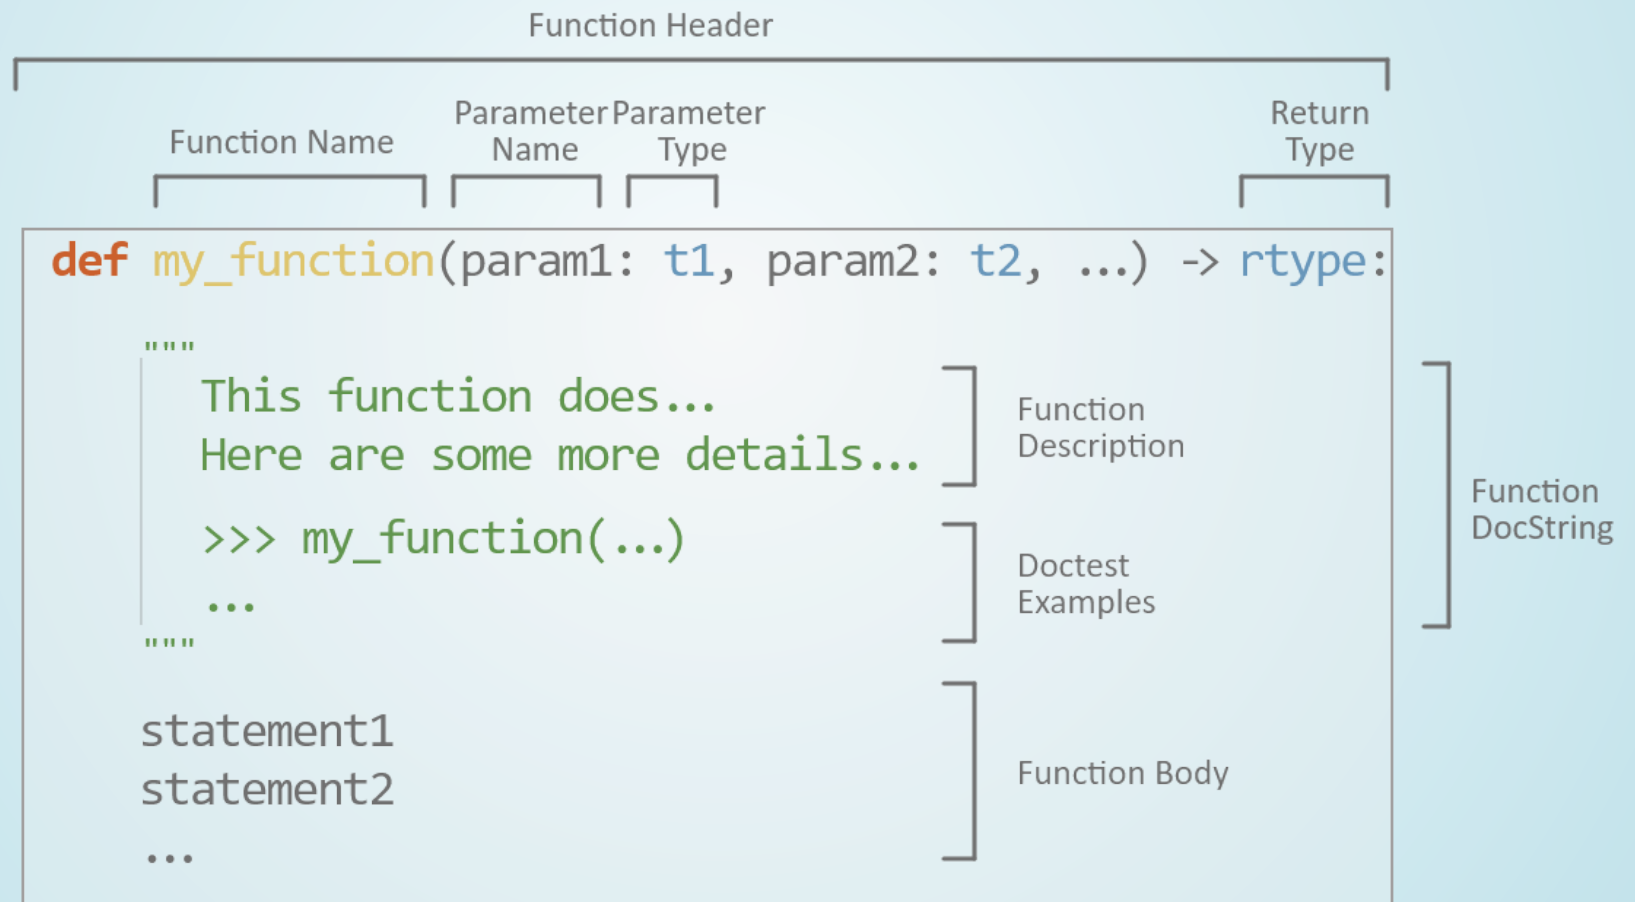 Function Header
Function Name
Parameter Name
Parameter Type
Return Type
def my_function(param1: t1, param2: t2, ...) -> rtype:
"""
This function does...
Here are some more details...
Function Description
>>> my_function(...)
...
Doctest Examples
"""
Function DocString
statement1
statement2
...
Function Body